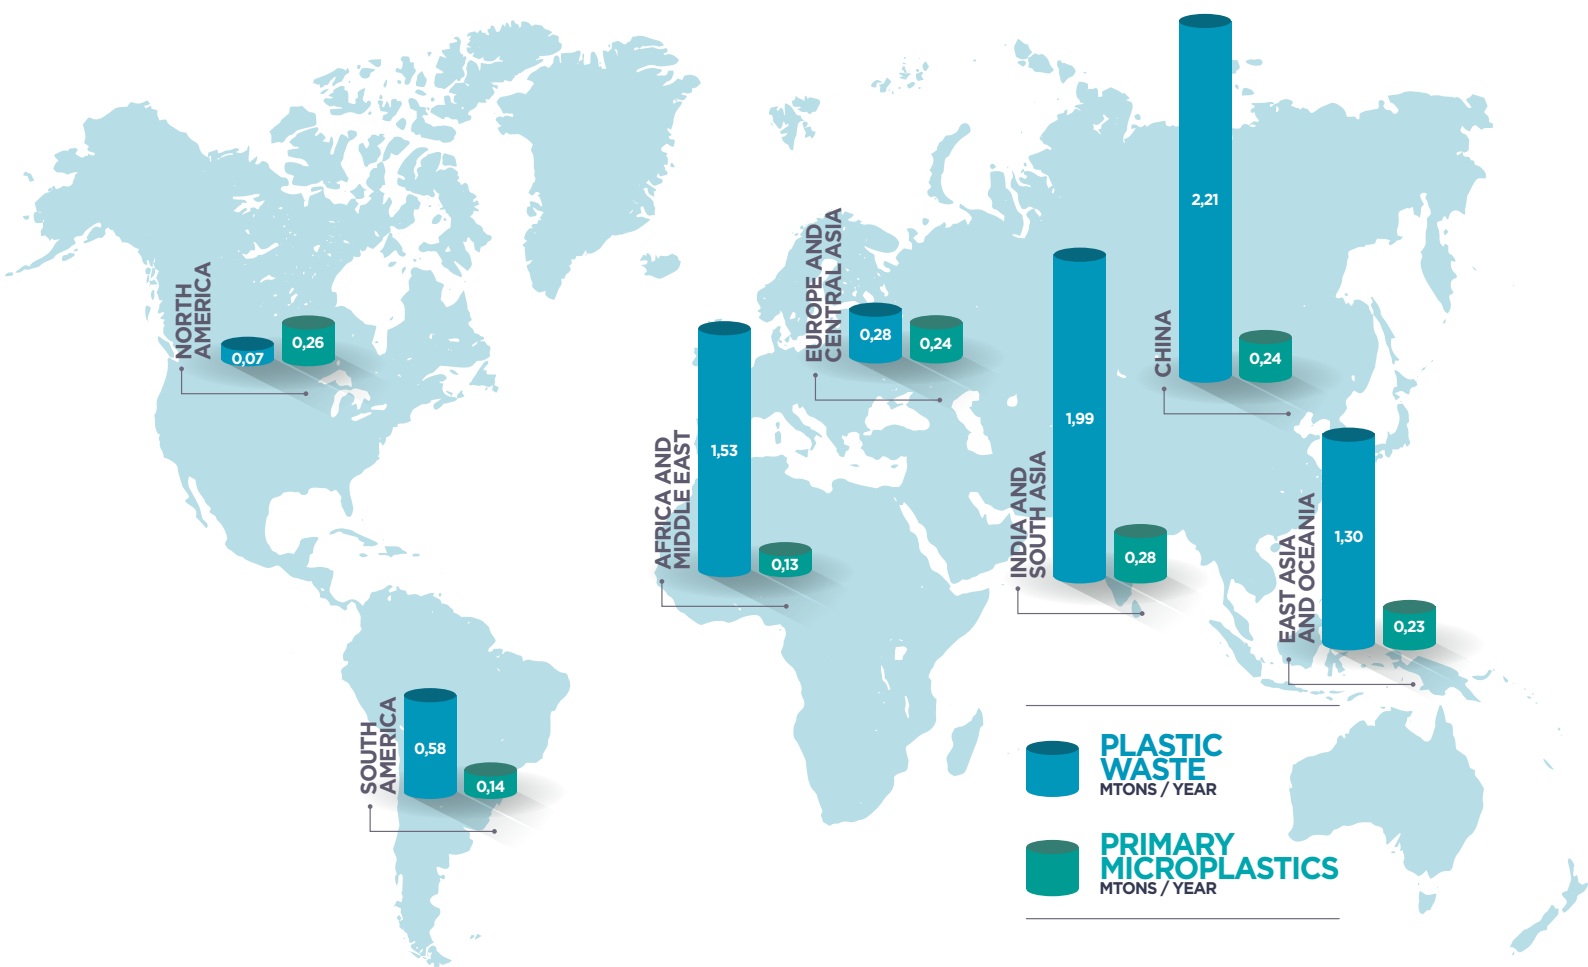 NORTH
AMERICA
0,07
0,26
EUROPE AND
CENTRAL ASIA
0,28
0,24
CHINA
2,21
0,24
AFRICA AND
MIDDLE EAST
1,53
0,13
INDIA AND
SOUTH ASIA
1,99
0,28
EAST ASIA
AND OCEANIA
1,30
0,23
SOUTH
AMERICA
0,58
0,14
PLASTIC
WASTE
MTONS / YEAR
PRIMARY
MICROPLASTICS
MTONS / YEAR